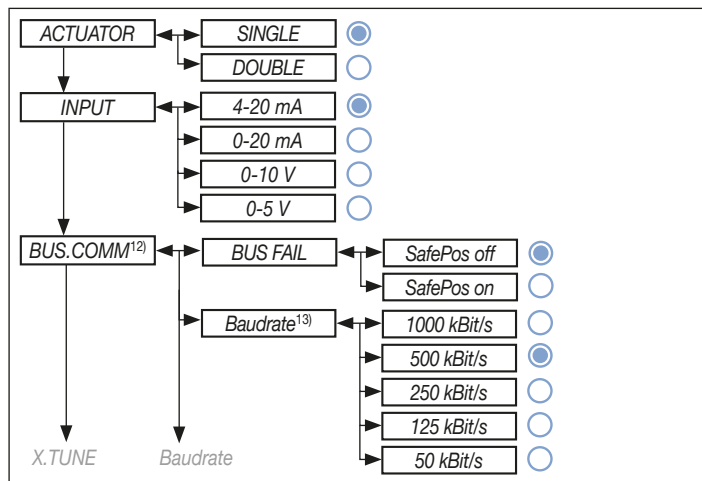 ACTUATOR SINGLE
DOUBLE
INPUT 4-20 mA
0-20 mA
0-10 V
0-5 V
BUS.COMM12) BUS FAIL SafePos off
SafePos on
Baudrate13) 1000 kBit/s
500 kBit/s
250 kBit/s
125 kBit/s
X.TUNE Baudrate 50 kBit/s